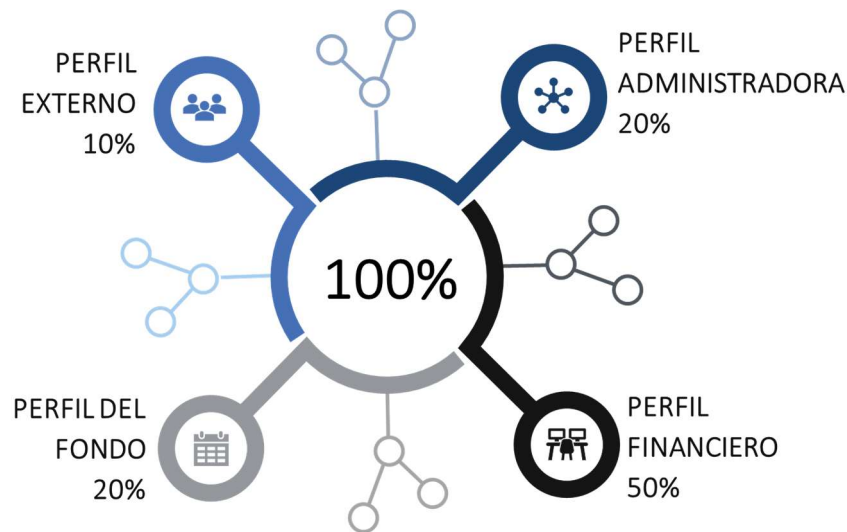 PERFIL
EXTERNO
10%
PERFIL
ADMINISTRADORA
20%
100%
PERFIL DEL
FONDO
20%
PERFIL
FINANCIERO
50%